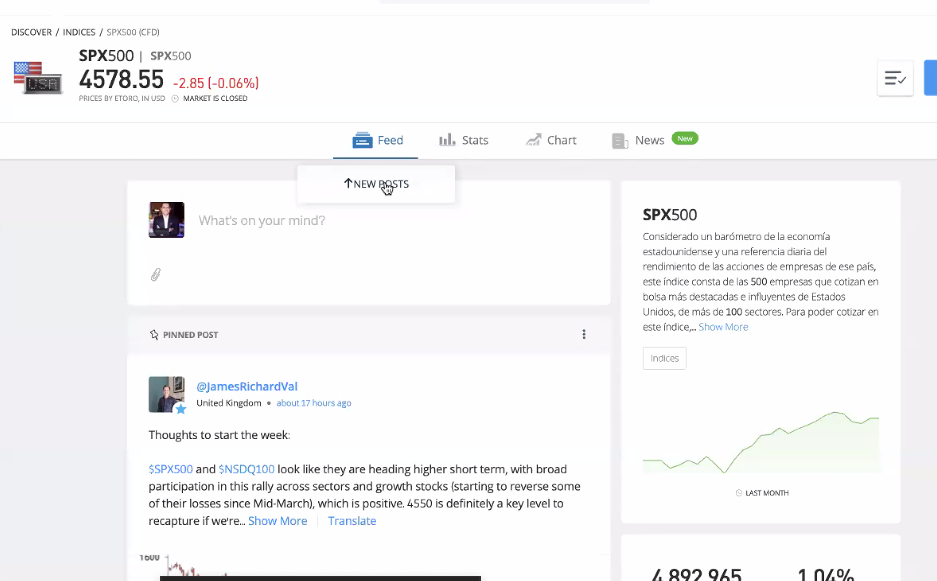 DISCOVER / INDICES / SPX500 (CFD)
SPX500 | SPX500
USA
4578.55 -2.85 (-0.06%)
PRICES BY ETORO, IN USD MARKET IS CLOSED
Feed
Stats
Chart
News New
↑NEW POSTS
What's on your mind?
PINNED POST
@JamesRichardVal
United Kingdom • about 17 hours ago
Thoughts to start the week:
$SPX500 and $NSDQ100 look like they are heading higher short term, with broad
participation in this rally across sectors and growth stocks (starting to reverse some
of their losses since Mid-March), which is positive. 4550 is definitely a key level to
recapture if we're... Show More | Translate
1600
SPX500
Considerado un barómetro de la economía
estadounidense y una referencia diaria del
rendimiento de las acciones de empresas de ese país,
este índice consta de las 500 empresas que cotizan en
bolsa más destacadas e influyentes de Estados
Unidos, de más de 100 sectores. Para poder cotizar en
este índice,... Show More
Indices
LAST MONTH
4,892,965 1.04%